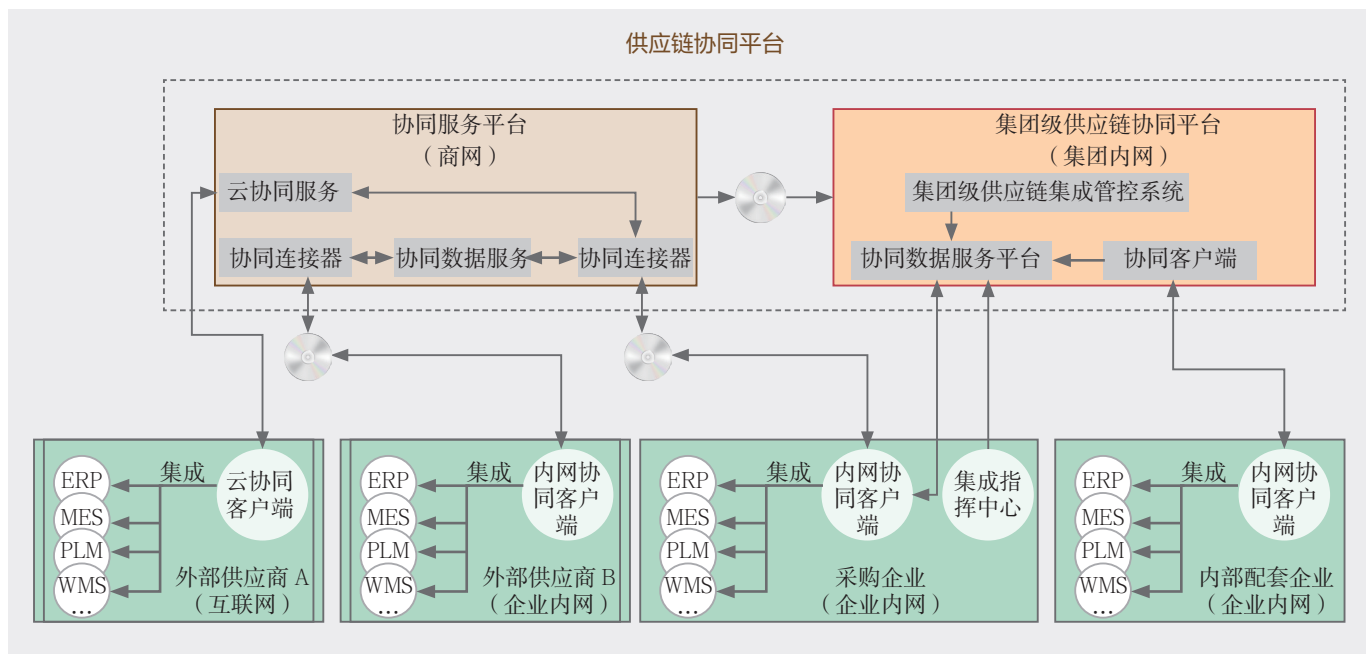 供应链协同平台
协同服务平台
（商网）
云协同服务
协同连接器
协同数据服务
协同连接器
集团级供应链协同平台
（集团内网）
集团级供应链集成管控系统
协同数据服务平台
协同客户端
ERP
MES
PLM
WMS
...
集成
云协同
客户端
外部供应商 A
（互联网）
ERP
MES
PLM
WMS
...
集成
内网协
同客户
端
外部供应商 B
（企业内网）
ERP
MES
PLM
WMS
...
集成
内网协
同客户
端
集成指
挥中心
采购企业
（企业内网）
ERP
MES
PLM
WMS
...
集成
内网协
同客户
端
内部配套企业
（企业内网）